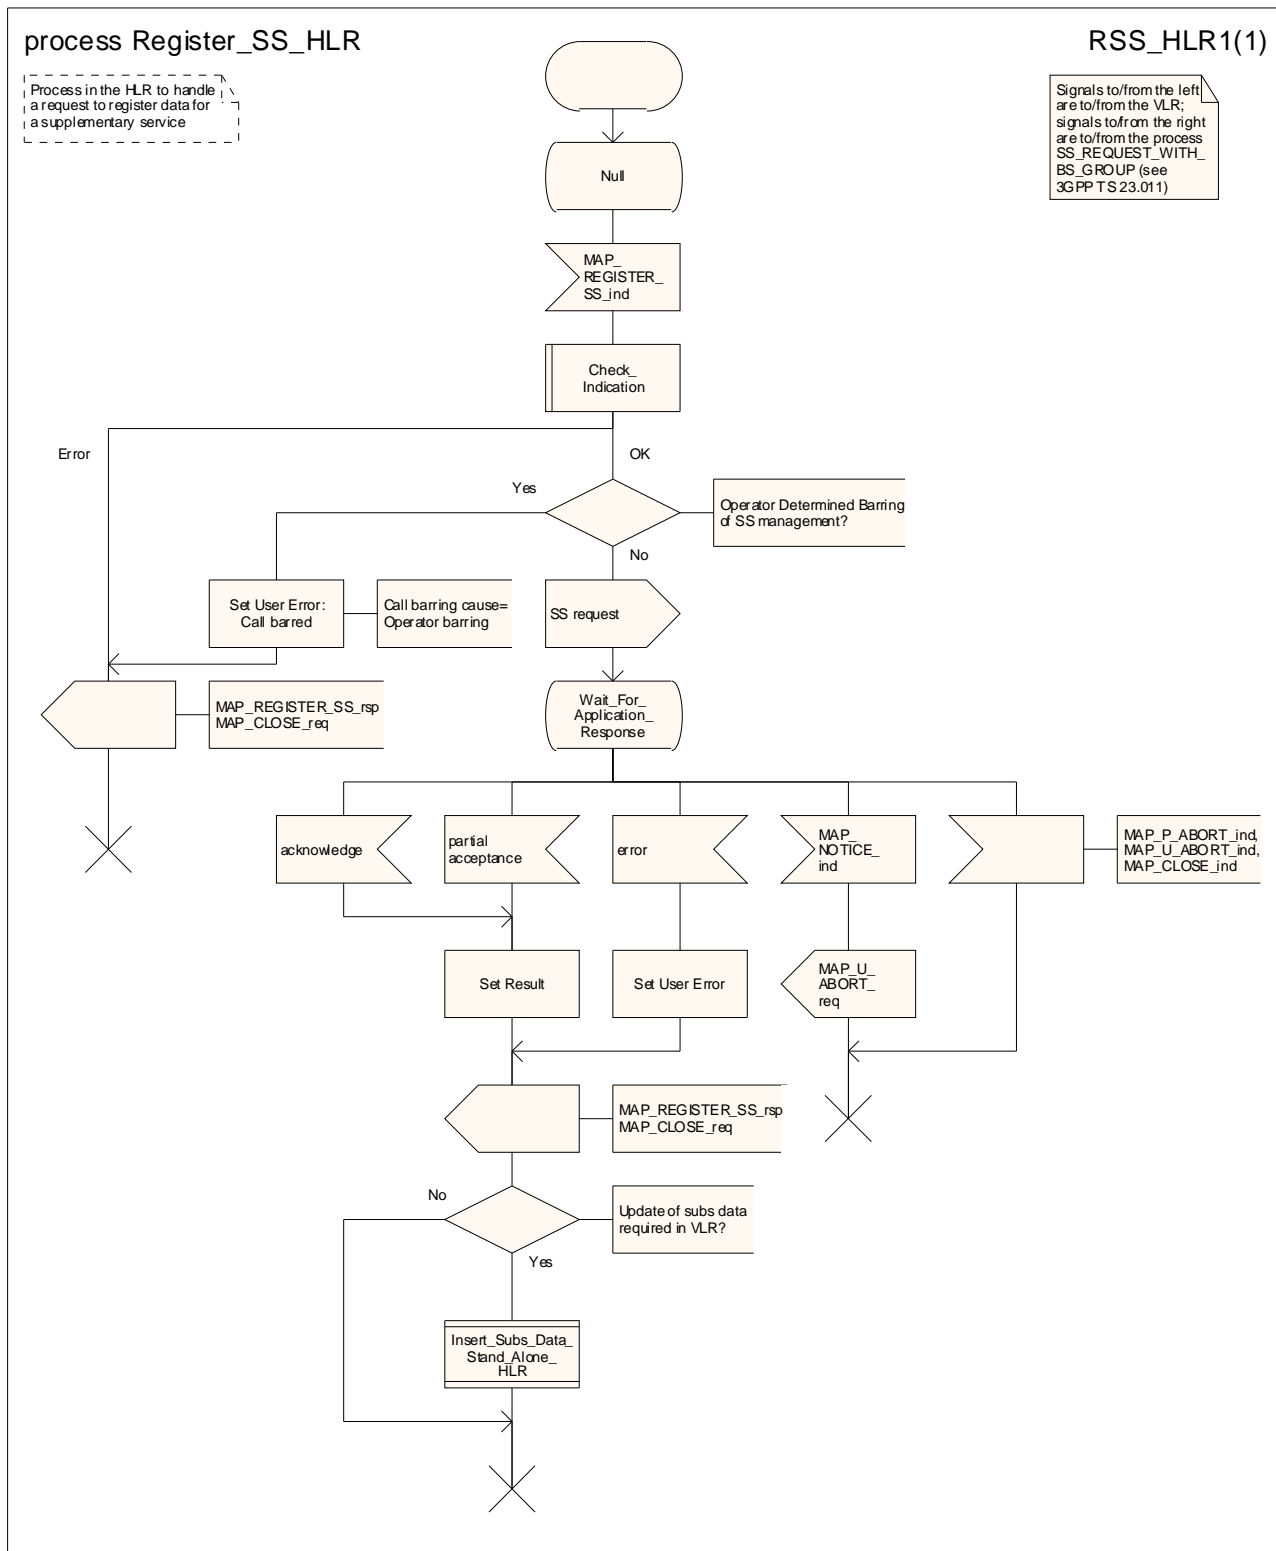 process Register_SS_HLR
RSS_HLR1(1)
Process in the HLR to handle
a request to register data for
a supplementary service
Signals to/from the left
are to/from the VLR;
signals to/from the right
are to/from the process
SS_REQUEST_WITH_
BS_GROUP (see
3GPP TS 23.011)
Null
MAP_
REGISTER_
SS_ind
Check_
Indication
Error
OK
Yes
Operator Determined Barring
of SS management?
No
Set User Error:
Call barred
Call barring cause=
Operator barring
SS request
MAP_REGISTER_SS_rsp
MAP_CLOSE_req
Wait_For_
Application_
Response
acknowledge
partial
acceptance
error
MAP_
NOTICE_
ind
MAP_P_ABORT_ind,
MAP_U_ABORT_ind,
MAP_CLOSE_ind
Set Result
Set User Error
MAP_U_
ABORT_
req
MAP_REGISTER_SS_rsp
MAP_CLOSE_req
No
Update of subs data
required in VLR?
Yes
Insert_Subs_Data_
Stand_Alone_
HLR